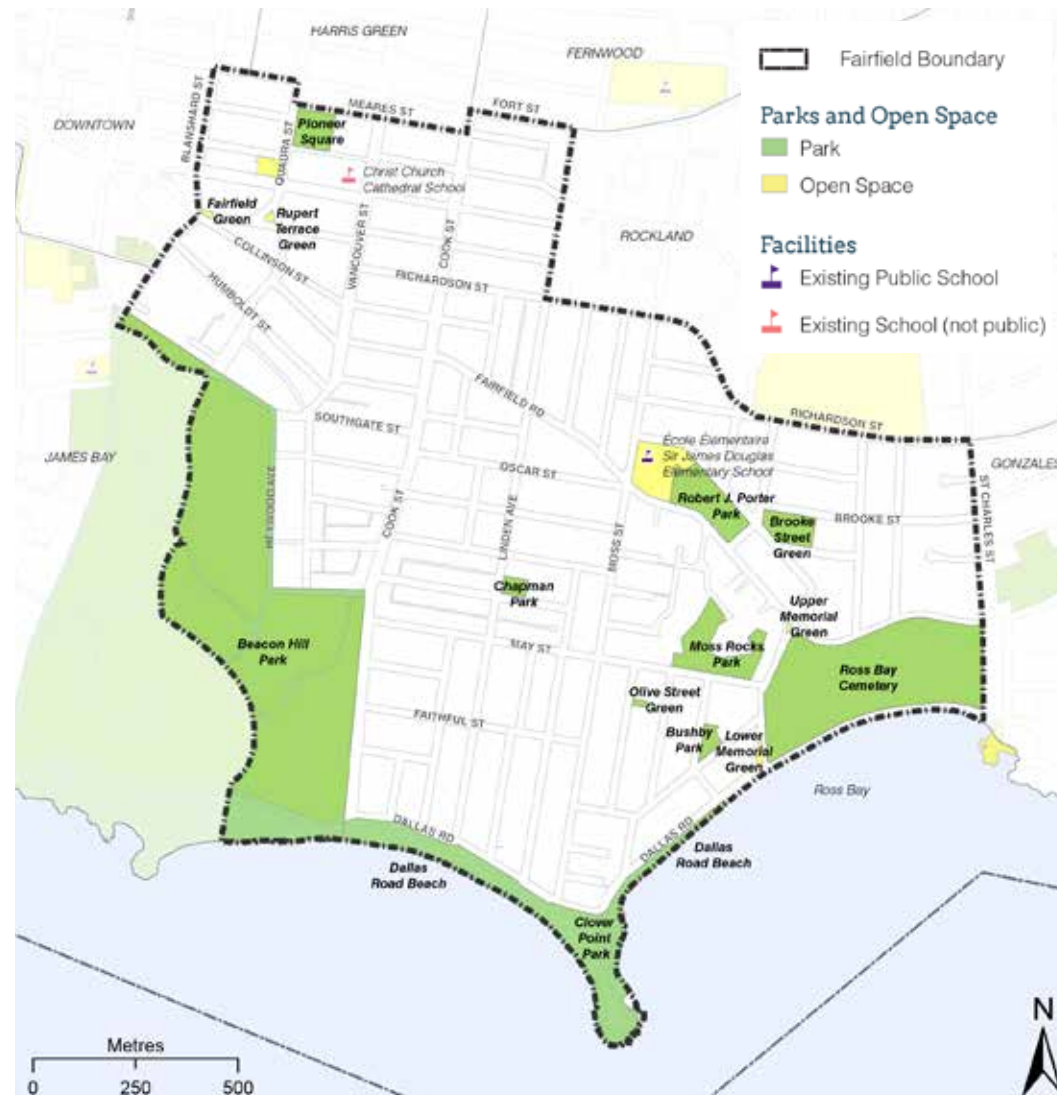 HARRIS GREEN
FERNWOOD
DOWNTOWN
BLANSHARD ST
MEARES ST
FORT ST
Pioneer
Square
QUADRA ST
Christ Church
Cathedral School
Fairfield
Green
Rupert
Terrace
Green
VANCOUVER ST
COOK ST
ROCKLAND
COLLINSON ST
RICHARDSON ST
HUMBOLDT ST
FAIRFIELD RD
RICHARDSON ST
SOUTHGATE ST
JAMES BAY
OSCAR ST
École Élementaire
Sir James Douglas
Elementary School
GONZALES
ST CHARLES ST
HEYWOOD AVE
COOK ST
LINDEN AVE
MOSS ST
Robert J. Porter
Park
Brooke
Street
Green
BROOKE ST
Chapman
Park
Upper
Memorial
Green
Beacon Hill
Park
MAY ST
Moss Rocks
Park
Ross Bay
Cemetery
Olive Street
Green
FAITHFUL ST
Bushby
Park
Lower
Memorial
Green
Ross Bay
DALLAS RD
DALLAS RD
Dallas
Road Beach
Dallas
Road Beach
Clover
Point
Park
Fairfield Boundary
Parks and Open Space
Park
Open Space
Facilities
Existing Public School
Existing School (not public)
Metres
0 250 500
N